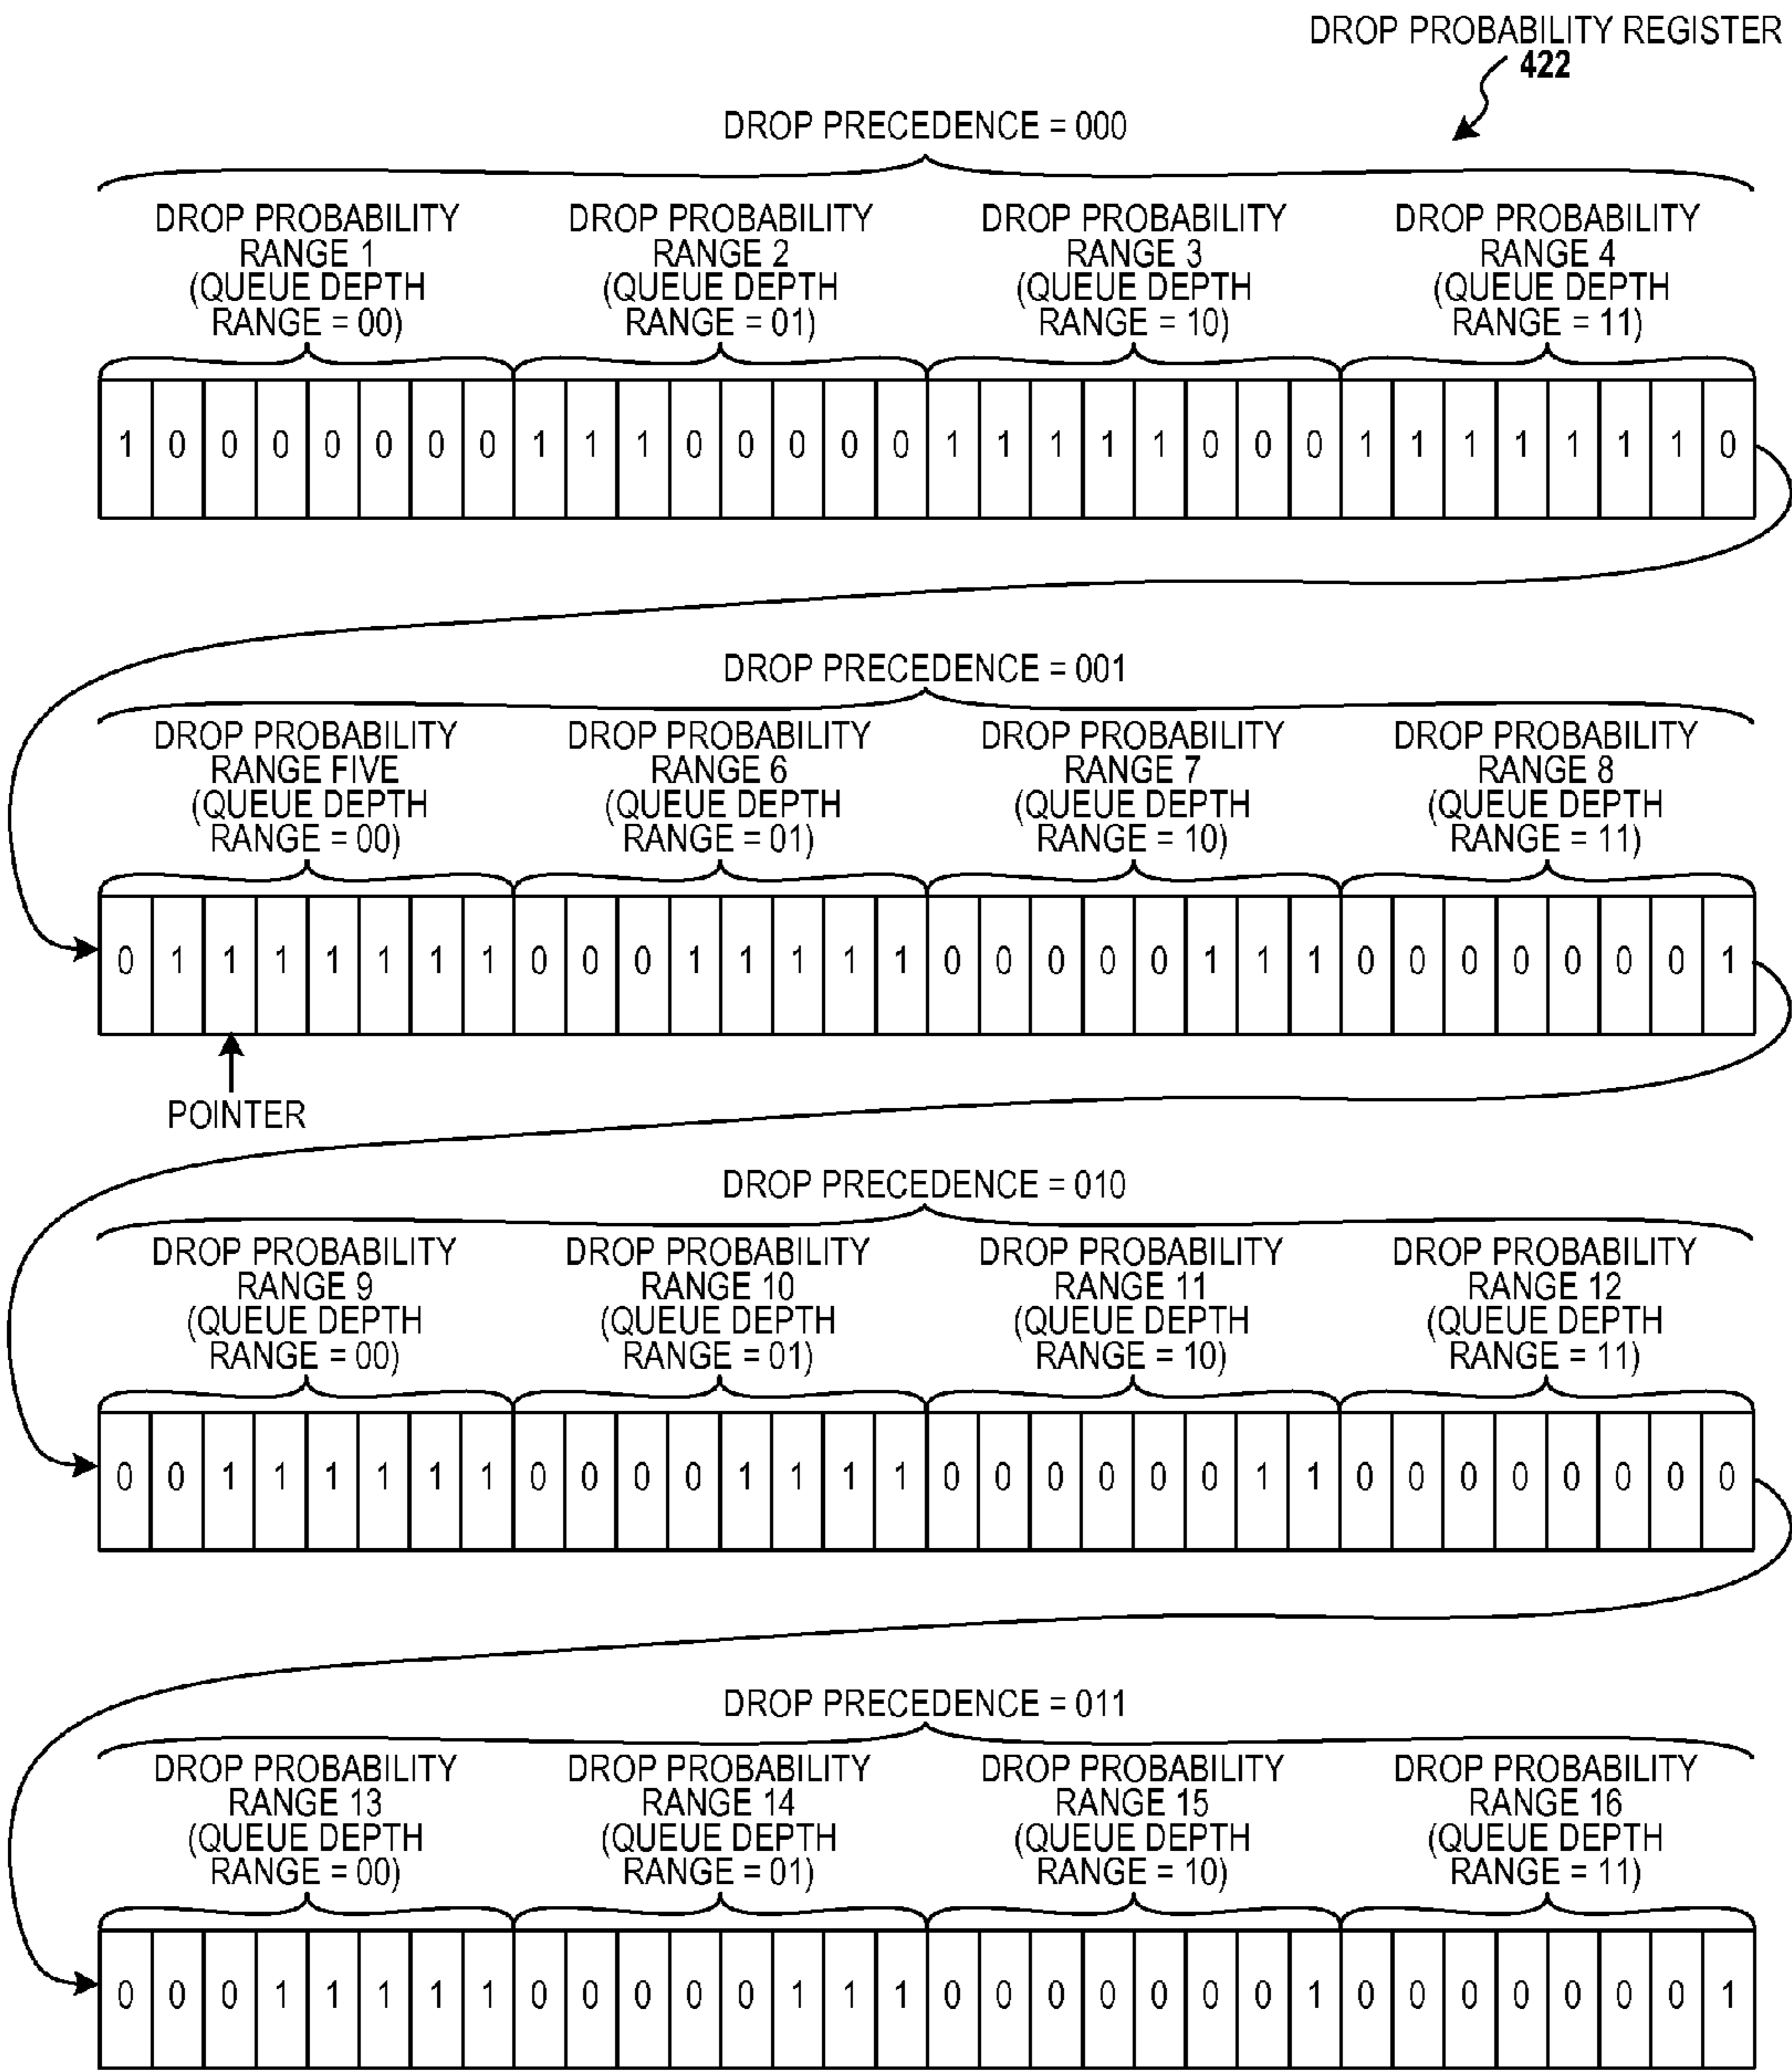 DROP PROBABILITY REGISTER
422
DROP PRECEDENCE = 000
DROP PROBABILITY
RANGE 1
(QUEUE DEPTH
RANGE = 00)
DROP PROBABILITY
RANGE 2
(QUEUE DEPTH
RANGE = 01)
DROP PROBABILITY
RANGE 3
(QUEUE DEPTH
RANGE = 10)
DROP PROBABILITY
RANGE 4
(QUEUE DEPTH
RANGE = 11)
1 0 0 0 0 0 0 0 1 1 1 0 0 0 0 0 1 1 1 1 1 0 0 0 1 1 1 1 1 1 1 0
DROP PRECEDENCE = 001
DROP PROBABILITY
RANGE FIVE
(QUEUE DEPTH
RANGE = 00)
DROP PROBABILITY
RANGE 6
(QUEUE DEPTH
RANGE = 01)
DROP PROBABILITY
RANGE 7
(QUEUE DEPTH
RANGE = 10)
DROP PROBABILITY
RANGE 8
(QUEUE DEPTH
RANGE = 11)
0 1 1 1 1 1 1 1 0 0 0 1 1 1 1 1 0 0 0 0 0 1 1 1 0 0 0 0 0 0 0 1
POINTER
DROP PRECEDENCE = 010
DROP PROBABILITY
RANGE 9
(QUEUE DEPTH
RANGE = 00)
DROP PROBABILITY
RANGE 10
(QUEUE DEPTH
RANGE = 01)
DROP PROBABILITY
RANGE 11
(QUEUE DEPTH
RANGE = 10)
DROP PROBABILITY
RANGE 12
(QUEUE DEPTH
RANGE = 11)
0 0 1 1 1 1 1 1 0 0 0 0 1 1 1 1 0 0 0 0 0 0 1 1 0 0 0 0 0 0 0 0
DROP PRECEDENCE = 011
DROP PROBABILITY
RANGE 13
(QUEUE DEPTH
RANGE = 00)
DROP PROBABILITY
RANGE 14
(QUEUE DEPTH
RANGE = 01)
DROP PROBABILITY
RANGE 15
(QUEUE DEPTH
RANGE = 10)
DROP PROBABILITY
RANGE 16
(QUEUE DEPTH
RANGE = 11)
0 0 0 1 1 1 1 1 0 0 0 0 0 1 1 1 0 0 0 0 0 0 0 1 0 0 0 0 0 0 0 1